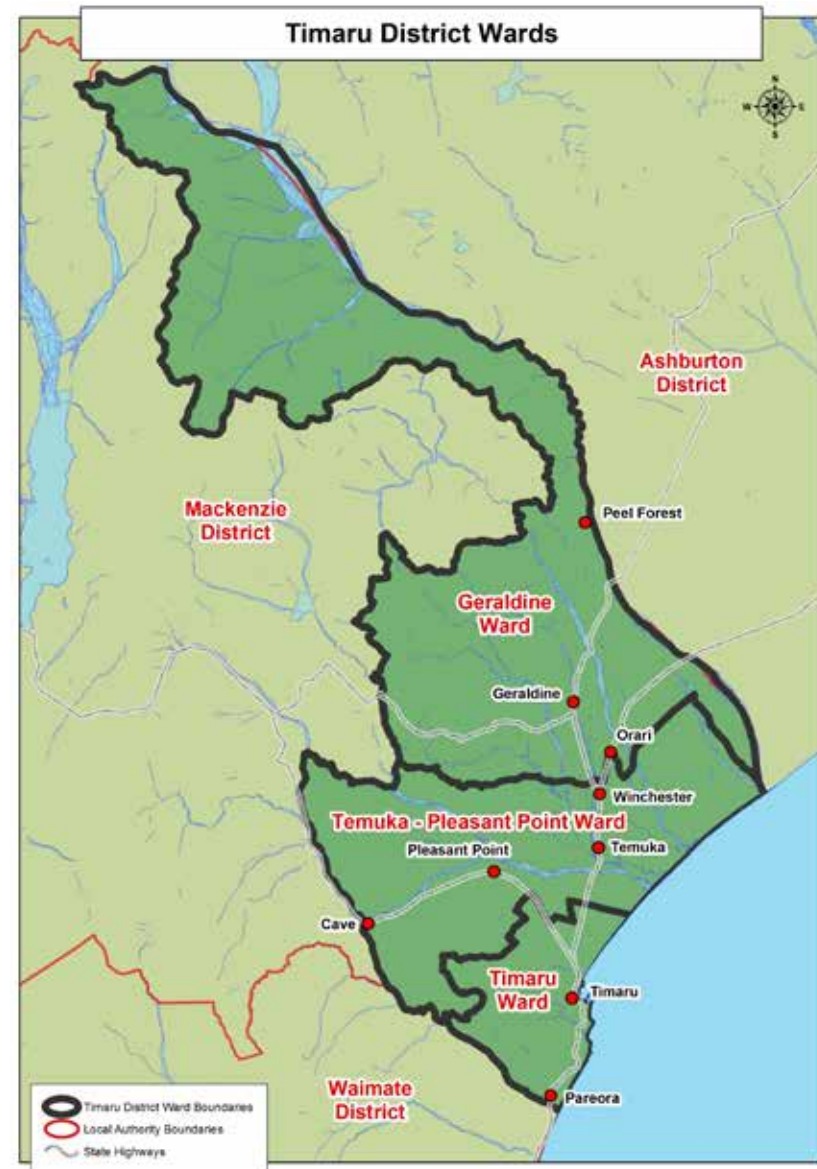 Timaru District Wards
N
W
E
S
Ashburton
District
Mackenzie
District
Peel Forest
Geraldine
Ward
Geraldine
Orari
Winchester
Temuka - Pleasant Point Ward
Pleasant Point
Temuka
Cave
Timaru
Ward
Timaru
Waimate
District
Pareora
Timaru District Ward Boundaries
Local Authority Boundaries
State Highways